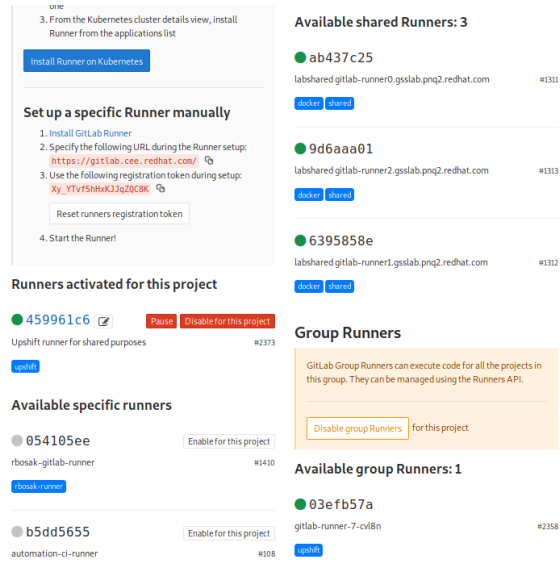 one
3. From the Kubernetes cluster details view, install
Runner from the applications list
Install Runner on Kubernetes
Set up a specific Runner manually
1. Install GitLab Runner
2. Specify the following URL during the Runner setup:
https://gitlab.cee.redhat.com/
3. Use the following registration token during setup:
Xy_YTvf5hHxKJJqZQC8K
Reset runners registration token
4. Start the Runner!
Runners activated for this project
459961c6 Pause Disable for this project
Upshift runner for shared purposes #2373
upshift
Available specific runners
054105ee Enable for this project
rbosak-gitlab-runner #1410
rbosak-runner
b5dd5655 Enable for this project
automation-ci-runner #108
Available shared Runners: 3
ab437c25
labshared gitlab-runner0.gsslab.pnq2.redhat.com #1311
docker shared
9d6aaa01
labshared gitlab-runner2.gsslab.pnq2.redhat.com #1313
docker shared
6395858e
labshared gitlab-runner1.gsslab.pnq2.redhat.com #1312
docker shared
Group Runners
GitLab Group Runners can execute code for all the projects in
this group. They can be managed using the Runners API.
Disable group Runners for this project
Available group Runners: 1
03efb57a
gitlab-runner-7-cvl8n #2358
upshift